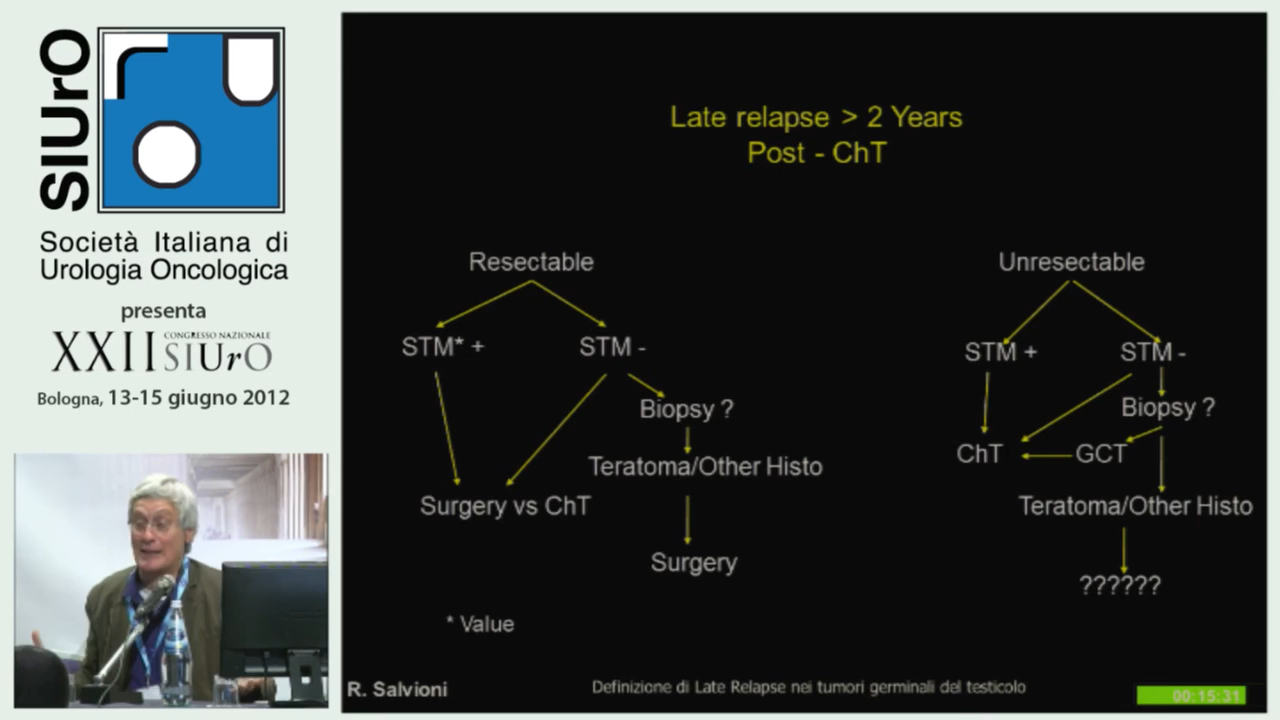 SIUrO
Società Italiana di
Urologia Oncologica
presenta
XXII CONGRESSO NAZIONALE
SIUrO
Bologna, 13-15 giugno 2012
Late relapse > 2 Years
Post - ChT
Resectable
Unresectable
STM* +
STM -
STM +
STM -
Biopsy ?
Biopsy ?
ChT
GCT
Teratoma/Other Histo
Surgery vs ChT
Teratoma/Other Histo
Surgery
??????
* Value
R. Salvioni
Definizione di Late Relapse nei tumori germinali del testicolo
00:15:31